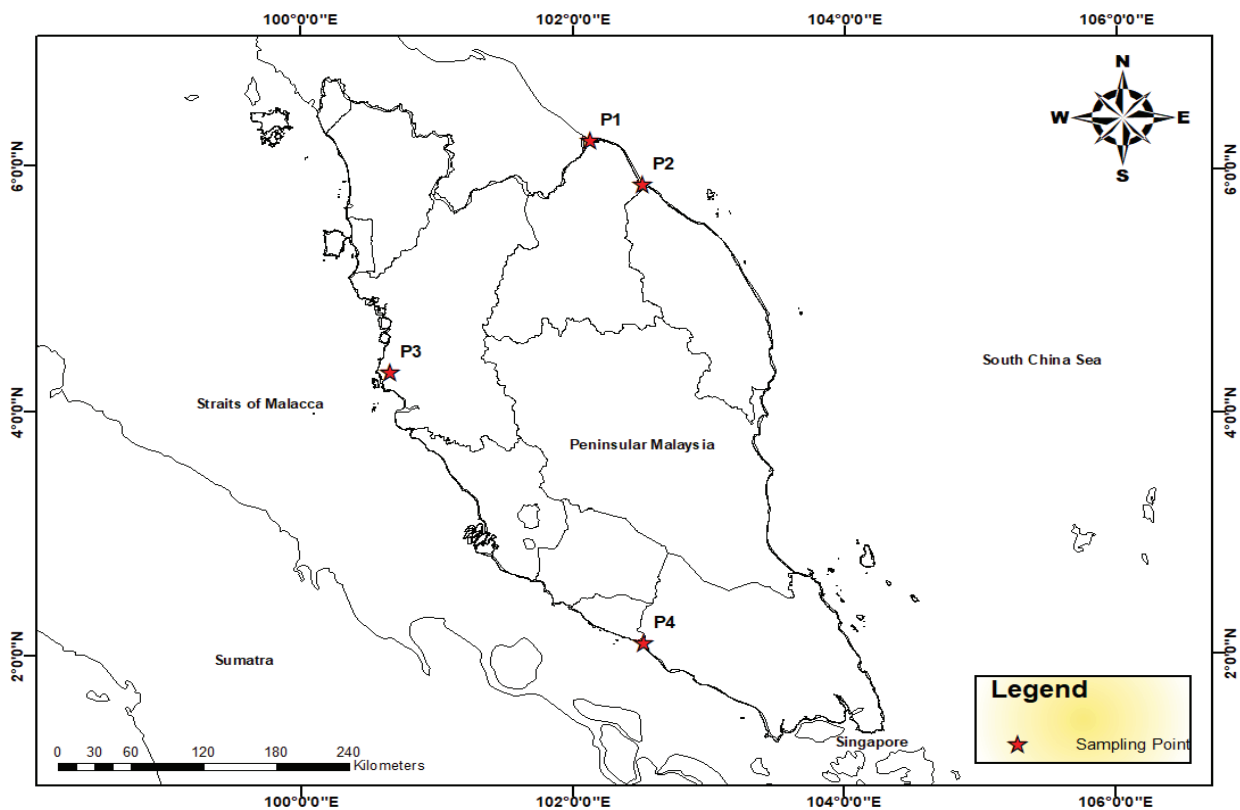 100°0'0"E 102°0'0"E 104°0'0"E 106°0'0"E
N
W E
S
P1
P2
6°0'0"N 6°0'0"N
P3
South China Sea
Straits of Malacca
4°0'0"N 4°0'0"N
Peninsular Malaysia
P4
2°0'0"N 2°0'0"N
Sumatra
Legend
Sampling Point
Singapore
0 30 60 120 180 240
Kilometers
100°0'0"E 102°0'0"E 104°0'0"E 106°0'0"E